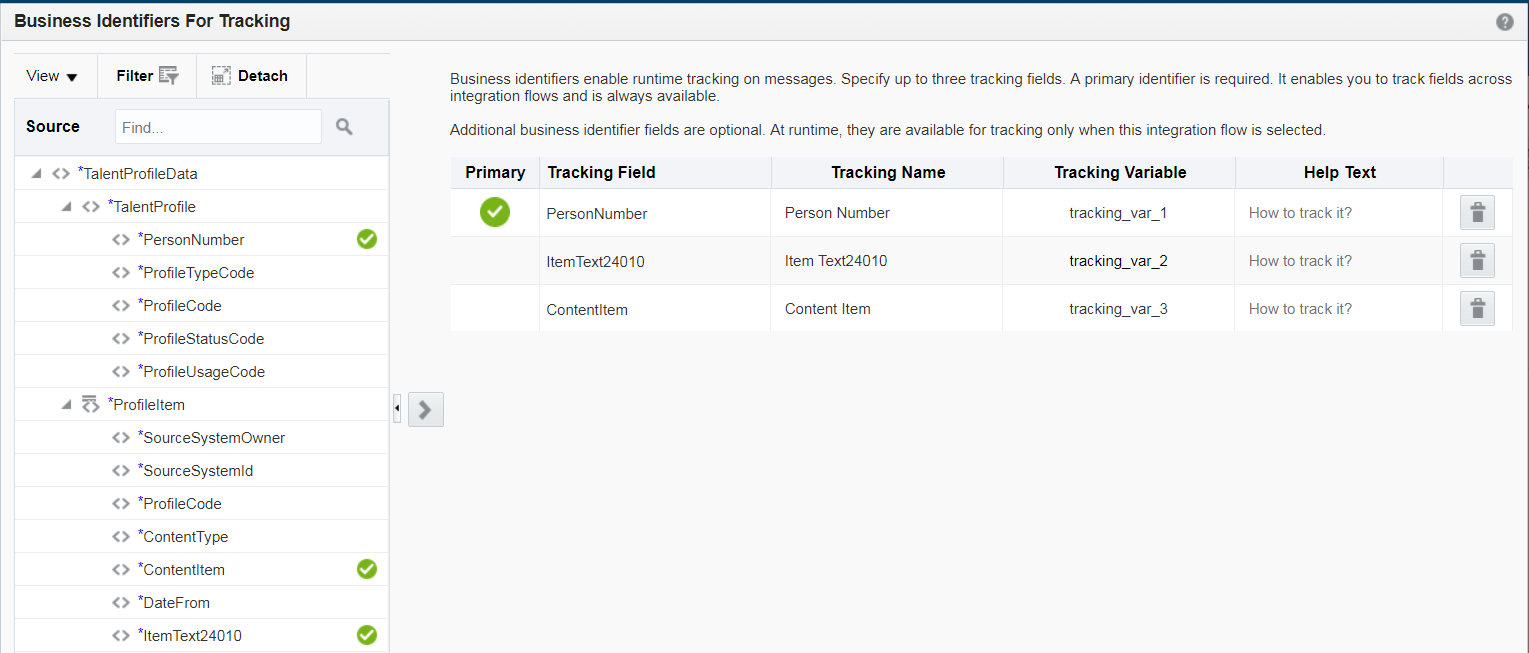 Business Identifiers For Tracking
?
View
Filter
Detach
Source
Find...
*TalentProfileData
*TalentProfile
*PersonNumber
*ProfileTypeCode
*ProfileCode
*ProfileStatusCode
*ProfileUsageCode
*ProfileItem
*SourceSystemOwner
*SourceSystemId
*ProfileCode
*ContentType
*ContentItem
*DateFrom
*ItemText24010
Business identifiers enable runtime tracking on messages. Specify up to three tracking fields. A primary identifier is required. It enables you to track fields across
integration flows and is always available.
Additional business identifier fields are optional. At runtime, they are available for tracking only when this integration flow is selected.
Primary Tracking Field Tracking Name Tracking Variable Help Text
PersonNumber Person Number tracking_var_1 How to track it?
ItemText24010 Item Text24010 tracking_var_2 How to track it?
ContentItem Content Item tracking_var_3 How to track it?